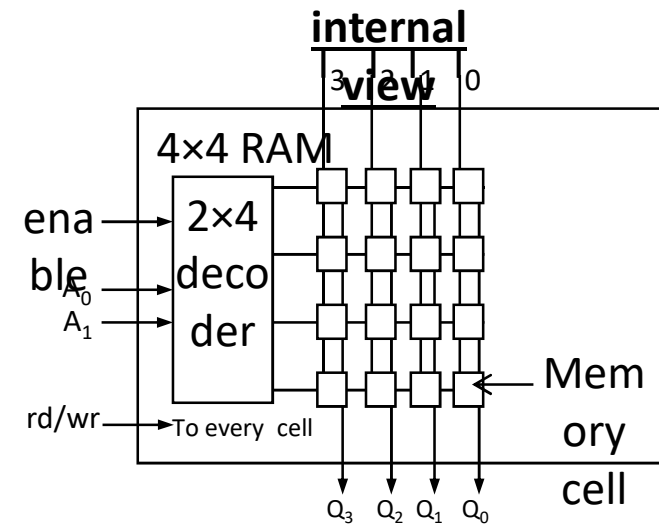 internal
view
3 2 1 0
4×4 RAM
2×4
deco
der
ena
ble
A₀
A₁
rd/wr
To every cell
Mem
ory
cell
Q₃ Q₂ Q₁ Q₀